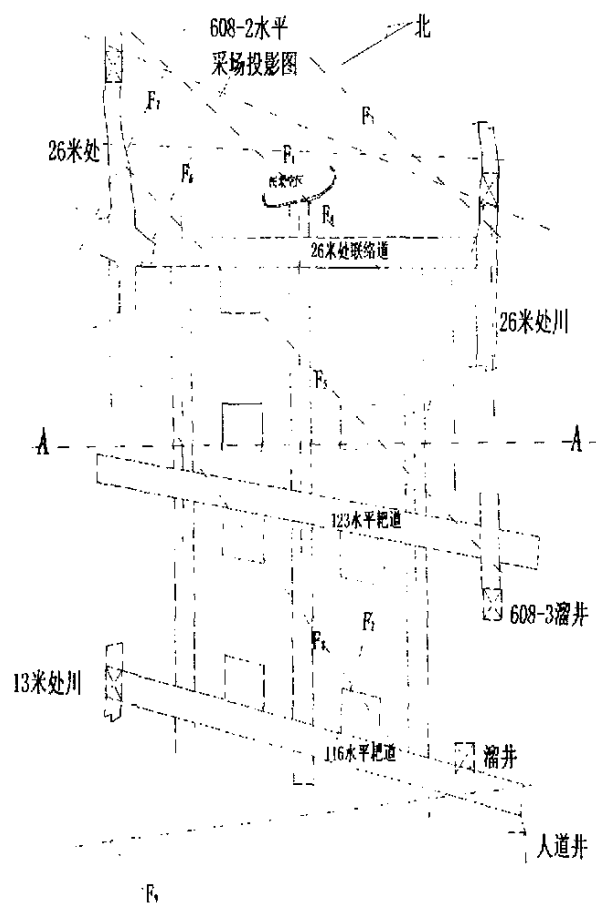 608-2水平
采场投影图
北
F₇
26米处
F₆
F₁
F₄
26米处联络道
26米处川
F₅
A
A
123水平耙道
608-3溜井
F₂
13米处川
116水平耙道
溜井
人道井
F₉